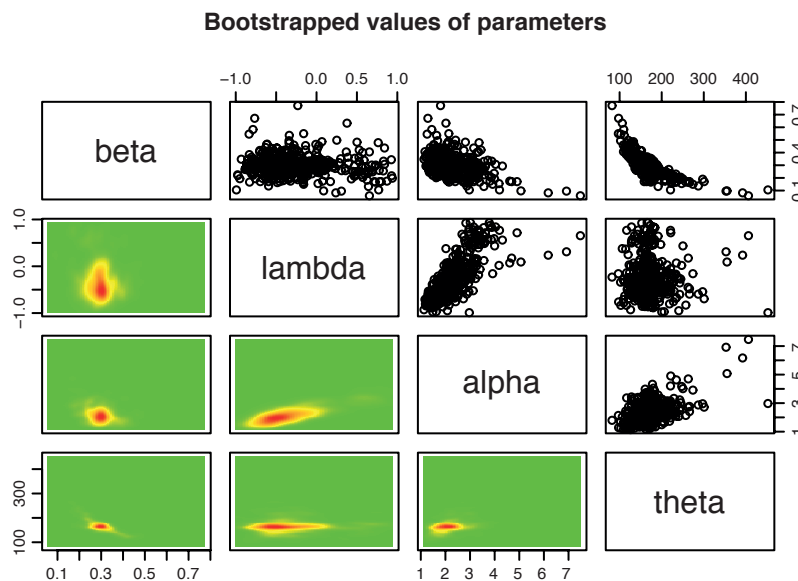 Bootstrapped values of parameters
−1.0 0.0 0.5 1.0
100 200 300 400
beta
0.1 0.4 0.7
−1.0 0.0 1.0
lambda
alpha
1 3 5 7
100 300
theta
0.1 0.3 0.5 0.7
1 2 3 4 5 6 7